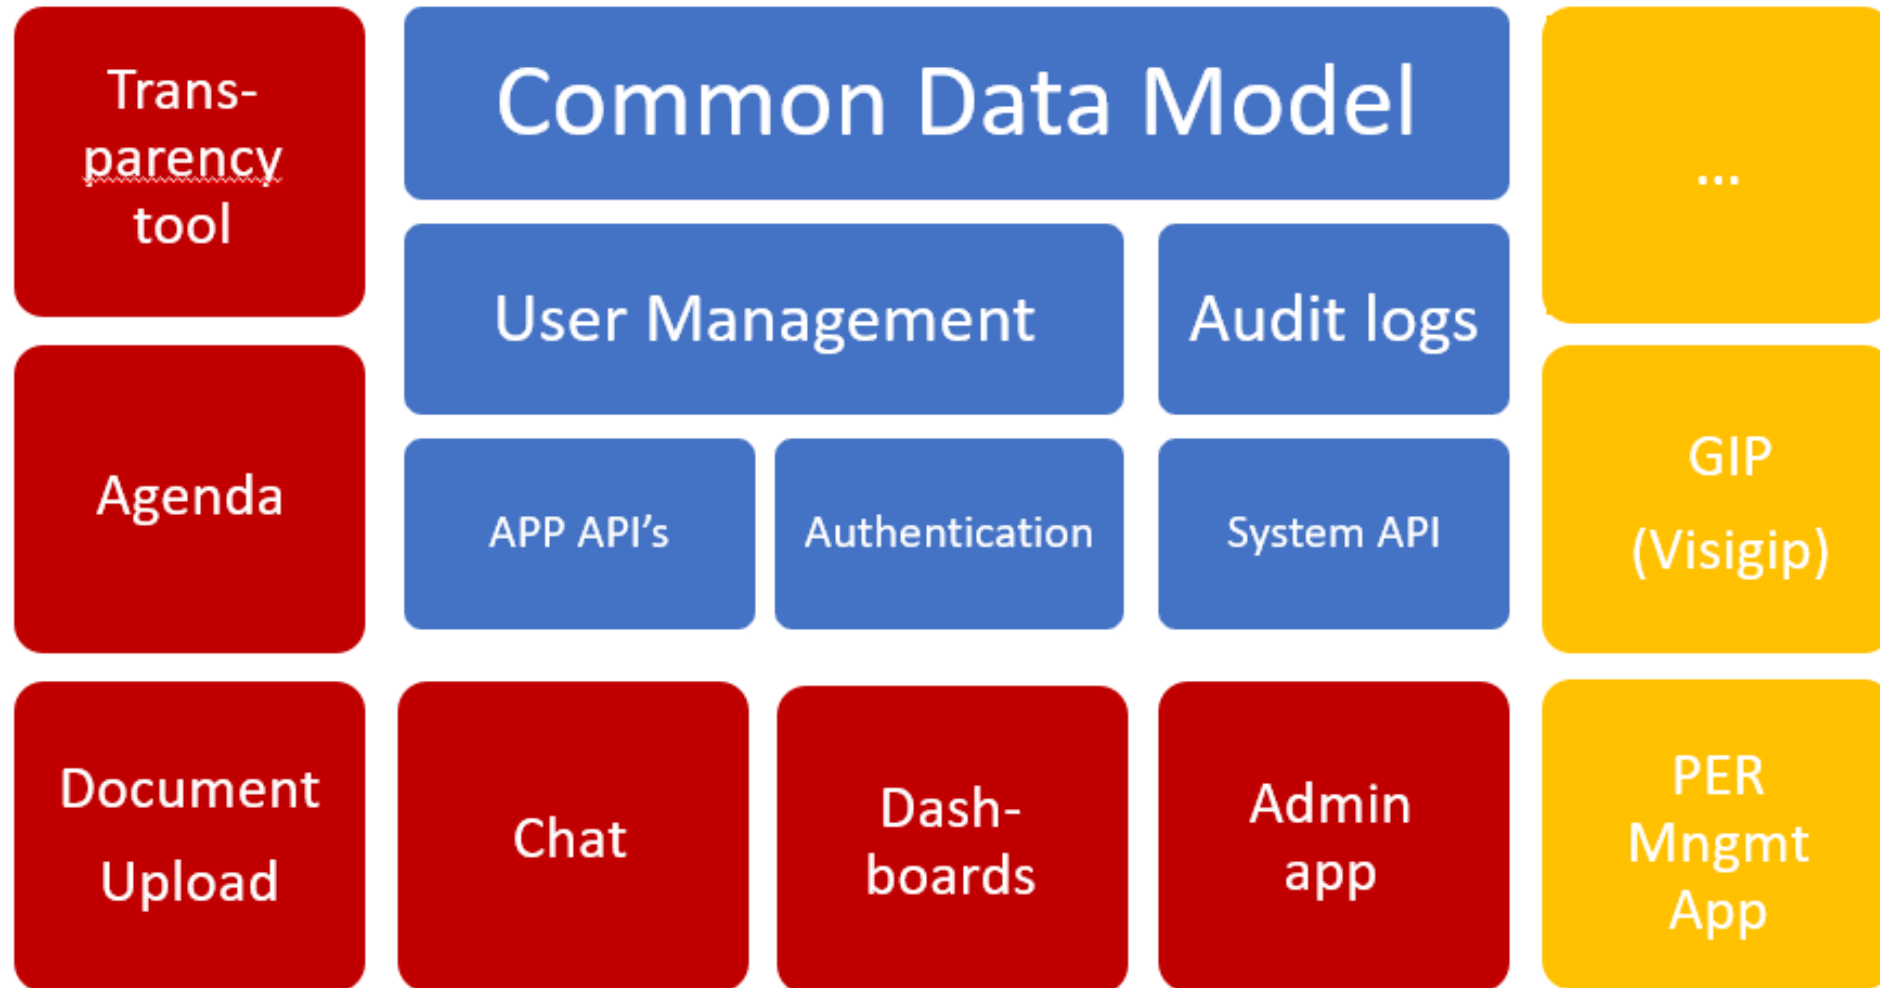 Trans-
parency
tool
Common Data Model
...
User Management
Audit logs
Agenda
APP API’s
Authentication
System API
GIP
(Visigip)
Document
Upload
Chat
Dash-
boards
Admin
app
PER
Mngmt
App